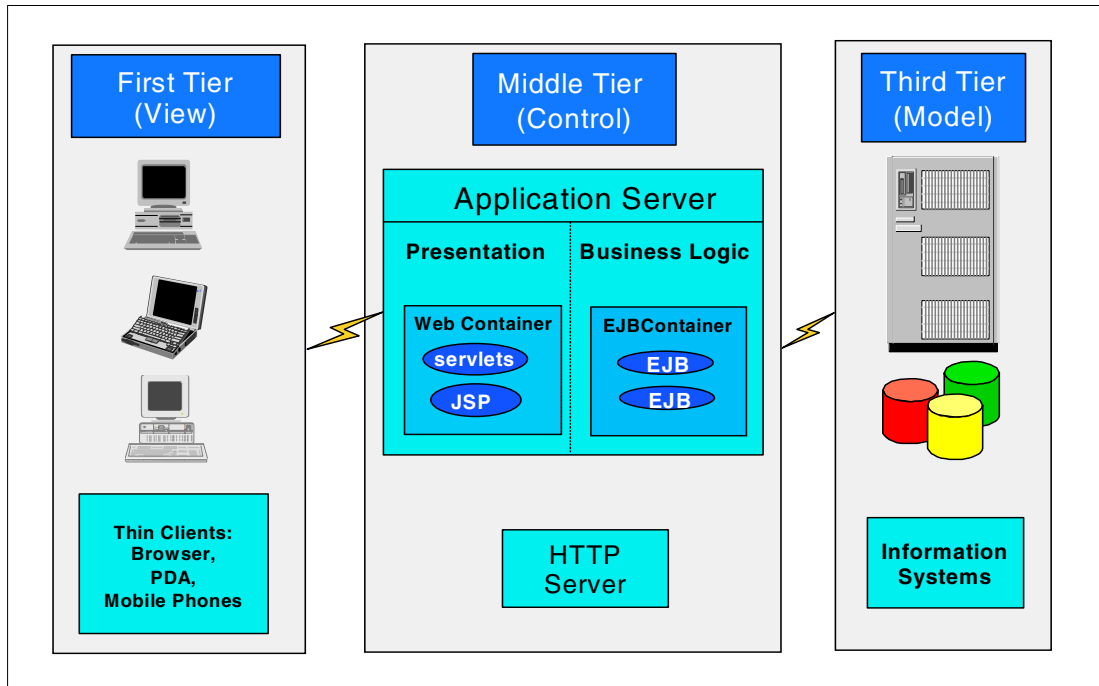 First Tier
(View)
Thin Clients:
Browser,
PDA,
Mobile Phones
Middle Tier
(Control)
Application Server
Presentation
Business Logic
Web Container
servlets
JSP
EJBContainer
EJB
EJB
HTTP
Server
Third Tier
(Model)
Information
Systems